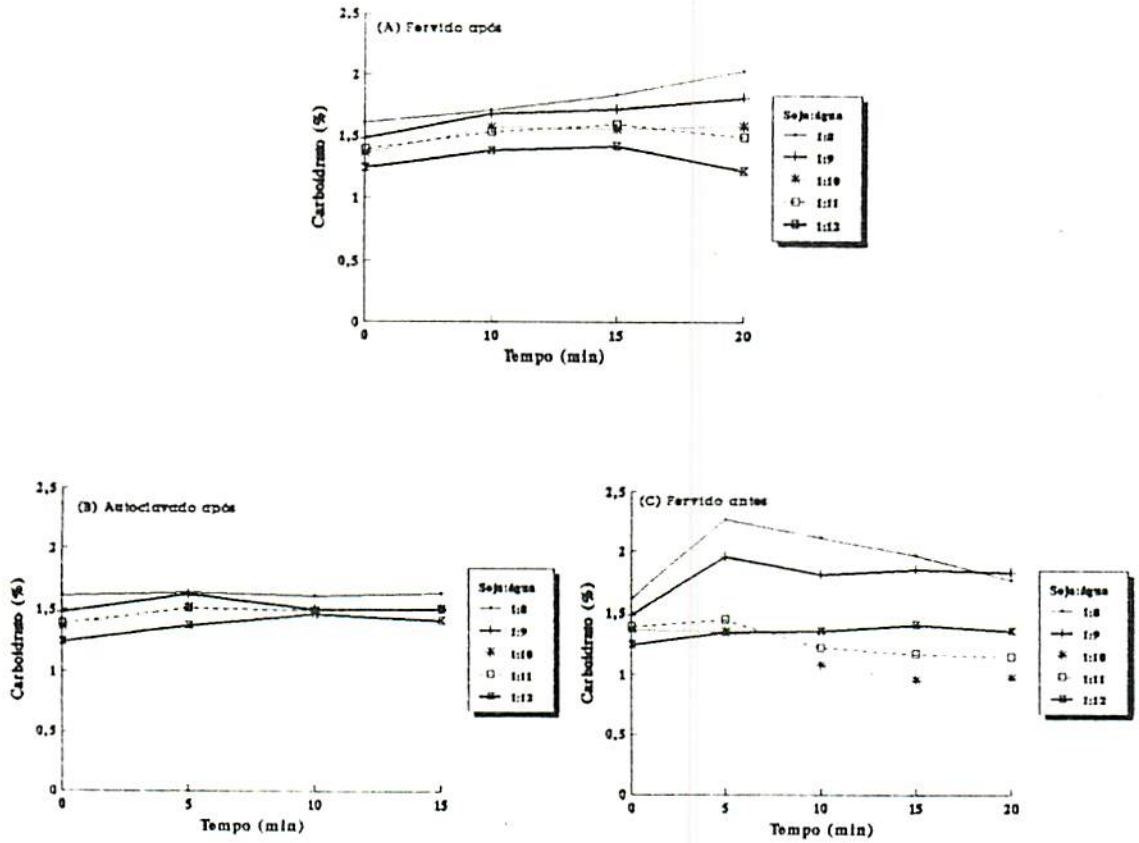 (A) Fervido após
Carboidrato (%)
2,5
2
1,5
1
0,5
0
0 10 15 20
Tempo (min)
Soja:água
1:8
1:9
1:10
1:11
1:12
(B) Autoclavado após
Carboidrato (%)
2,5
2
1,5
1
0,5
0
0 5 10 15
Tempo (min)
Soja:água
1:8
1:9
1:10
1:11
1:12
(C) Fervido antes
Carboidrato (%)
2,5
2
1,5
1
0,5
0
0 5 10 15 20
Tempo (min)
Soja:água
1:8
1:9
1:10
1:11
1:12